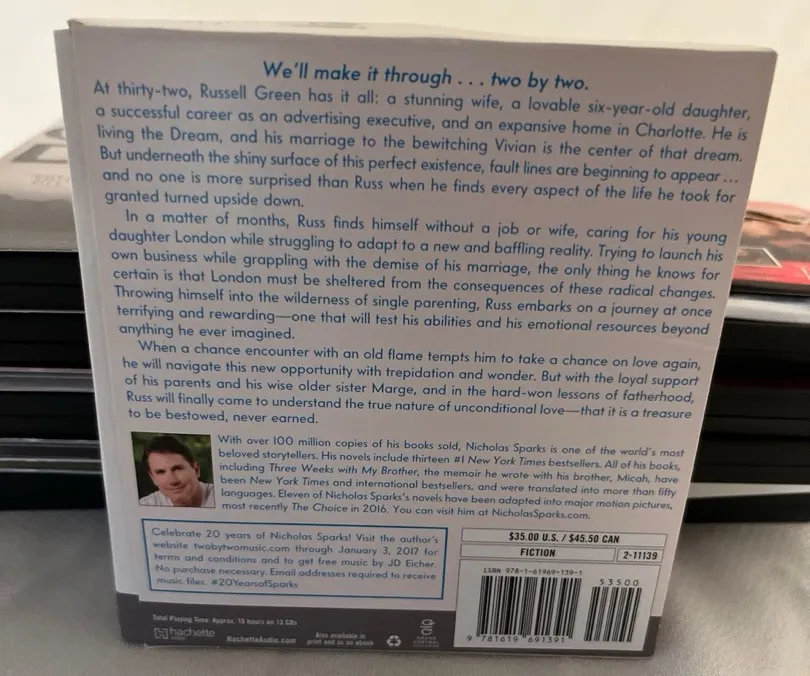 We'll make it through . . . two by two.
At thirty-two, Russell Green has it all: a stunning wife, a lovable six-year-old daughter,
a successful career as an advertising executive, and an expansive home in Charlotte. He is
living the Dream, and his marriage to the bewitching Vivian is the center of that dream.
But underneath the shiny surface of this perfect existence, fault lines are beginning to appear...
and no one is more surprised than Russ when he finds every aspect of the life he took for
granted turned upside down.
In a matter of months, Russ finds himself without a job or wife, caring for his young
daughter London while struggling to adapt to a new and baffling reality. Trying to launch his
own business while grappling with the demise of his marriage, the only thing he knows for
certain is that London must be sheltered from the consequences of these radical changes.
Throwing himself into the wilderness of single parenting, Russ embarks on a journey at once
terrifying and rewarding—one that will test his abilities and his emotional resources beyond
anything he ever imagined.
When a chance encounter with an old flame tempts him to take a chance on love again,
he will navigate this new opportunity with trepidation and wonder. But with the loyal support
of his parents and his wise older sister Marge, and in the hard-won lessons of fatherhood,
Russ will finally come to understand the true nature of unconditional love—that it is a treasure
to be bestowed, never earned.
With over 100 million copies of his books sold, Nicholas Sparks is one of the world's most
beloved storytellers. His novels include thirteen #1 New York Times bestsellers. All of his books,
including Three Weeks with My Brother, the memoir he wrote with his brother, Micah, have
been New York Times and international bestsellers, and were translated into more than fifty
languages. Eleven of Nicholas Sparks's novels have been adapted into major motion pictures,
most recently The Choice in 2016. You can visit him at NicholasSparks.com.
Celebrate 20 years of Nicholas Sparks! Visit the author's
website twobytwomusic.com through January 3, 2017 for
terms and conditions and to get free music by JD Eicher.
No purchase necessary. Email addresses required to receive
music files. #20YearsofSparks
$35.00 U.S. / $45.50 CAN
FICTION
2-11139
ISBN 978-1-61969-139-1
53500
9 781619 691391
Total Playing Time: Approx. 15 hours on 13 CDs
hachette
AUDIO
HachetteAudio.com
Also available in
print and as an ebook
GRAND
CENTRAL